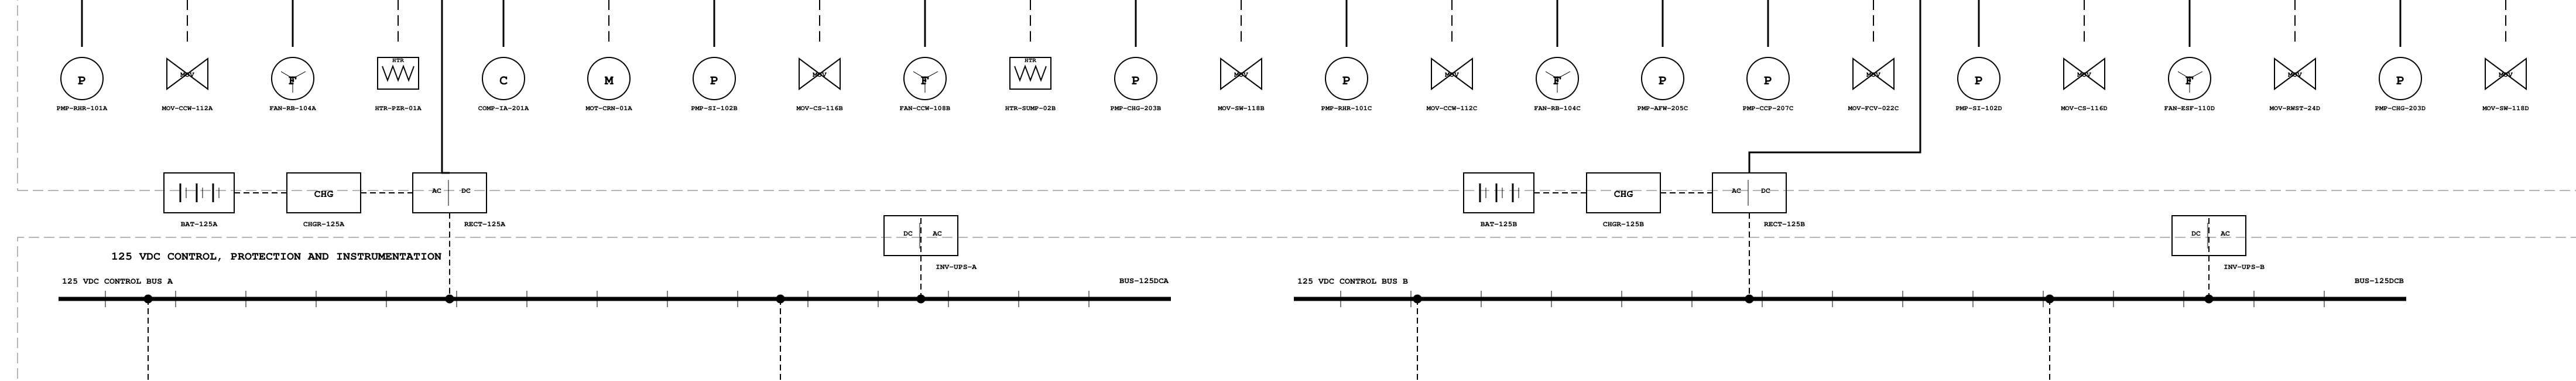 P MOV F HTR C M P MOV F HTR P MOV P MOV F P P MOV P MOV F MOV P MOV
PMP-RHR-101A MOV-CCW-112A FAN-RB-104A HTR-PZR-01A COMP-IA-201A MOT-CRN-01A PMP-SI-102B MOV-CS-116B FAN-CCW-108B HTR-SUMP-02B PMP-CHG-203B MOV-SW-118B PMP-RHR-101C MOV-CCW-112C FAN-RB-104C PMP-AFW-205C PMP-CCP-207C MOV-FCV-022C PMP-SI-102D MOV-CS-116D FAN-ESF-110D MOV-RWST-24D PMP-CHG-203D MOV-SW-118D
CHG AC DC CHG AC DC
BAT-125A CHGR-125A RECT-125A BAT-125B CHGR-125B RECT-125B
DC AC DC AC
125 VDC CONTROL, PROTECTION AND INSTRUMENTATION
INV-UPS-A INV-UPS-B
125 VDC CONTROL BUS A BUS-125DCA 125 VDC CONTROL BUS B BUS-125DCB